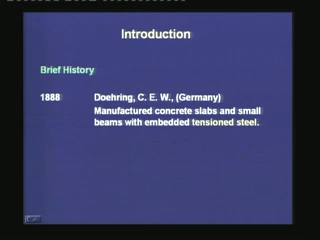 Introduction
Brief History
1888 Doehring, C. E. W., (Germany)
Manufactured concrete slabs and small
beams with embedded tensioned steel.